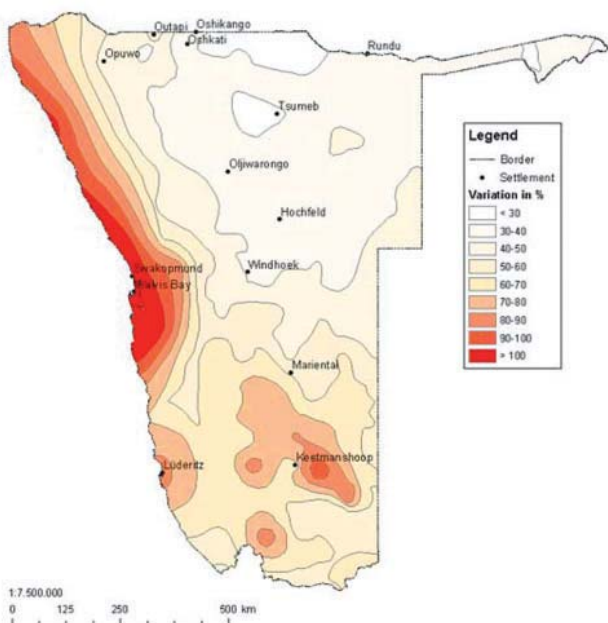 Oshikango
Outapi
Oshkati
Rundu
Opuwo
Tsumeb
Otjiwarongo
Hochfeld
Windhoek
Swakopmund
Walvis Bay
Mariental
Keetmanshoop
Lüderitz
Legend
Border
Settlement
Variation in %
< 30
30-40
40-50
50-60
60-70
70-80
80-90
90-100
> 100
1:7.500.000
0 125 250 500 km